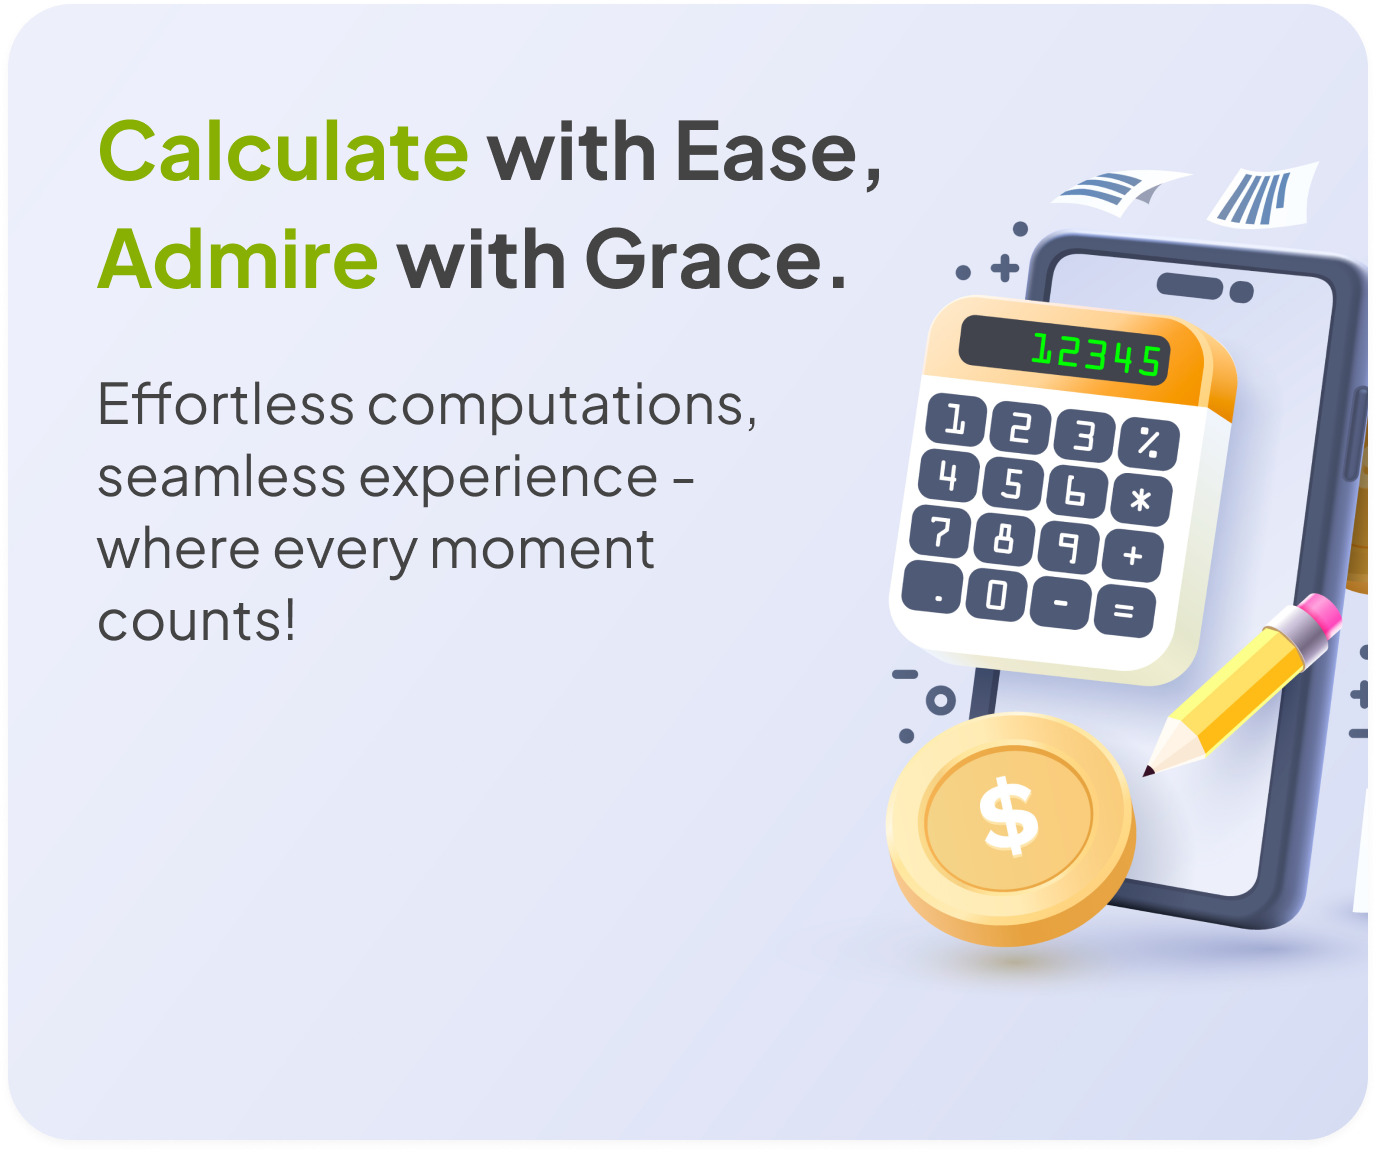 Calculate with Ease,
Admire with Grace.
Effortless computations,
seamless experience -
where every moment
counts!
12345
1 2 3 %
4 5 6 *
7 8 9 +
. 0 - =
$